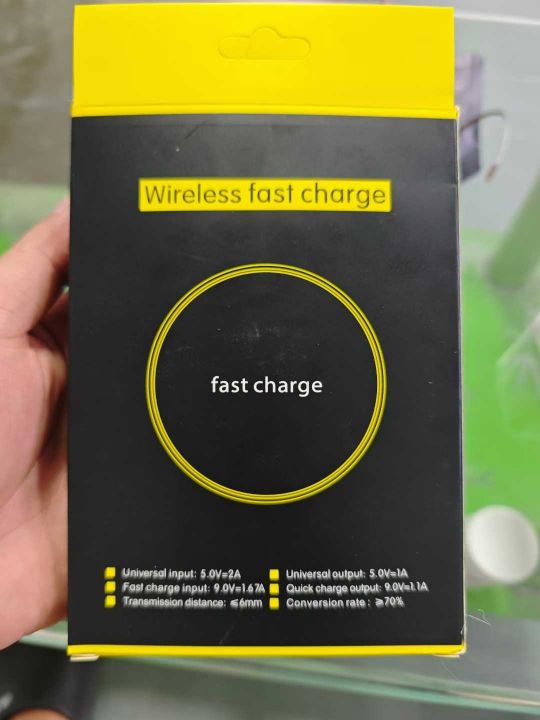 Wireless fast charge
fast charge
Universal input: 5.0V=2A
Universal output: 5.0V=1A
Fast charge input: 9.0V=1.67A
Quick charge output: 9.0V=1.1A
Transmission distance: ≤6mm
Conversion rate : ≥70%